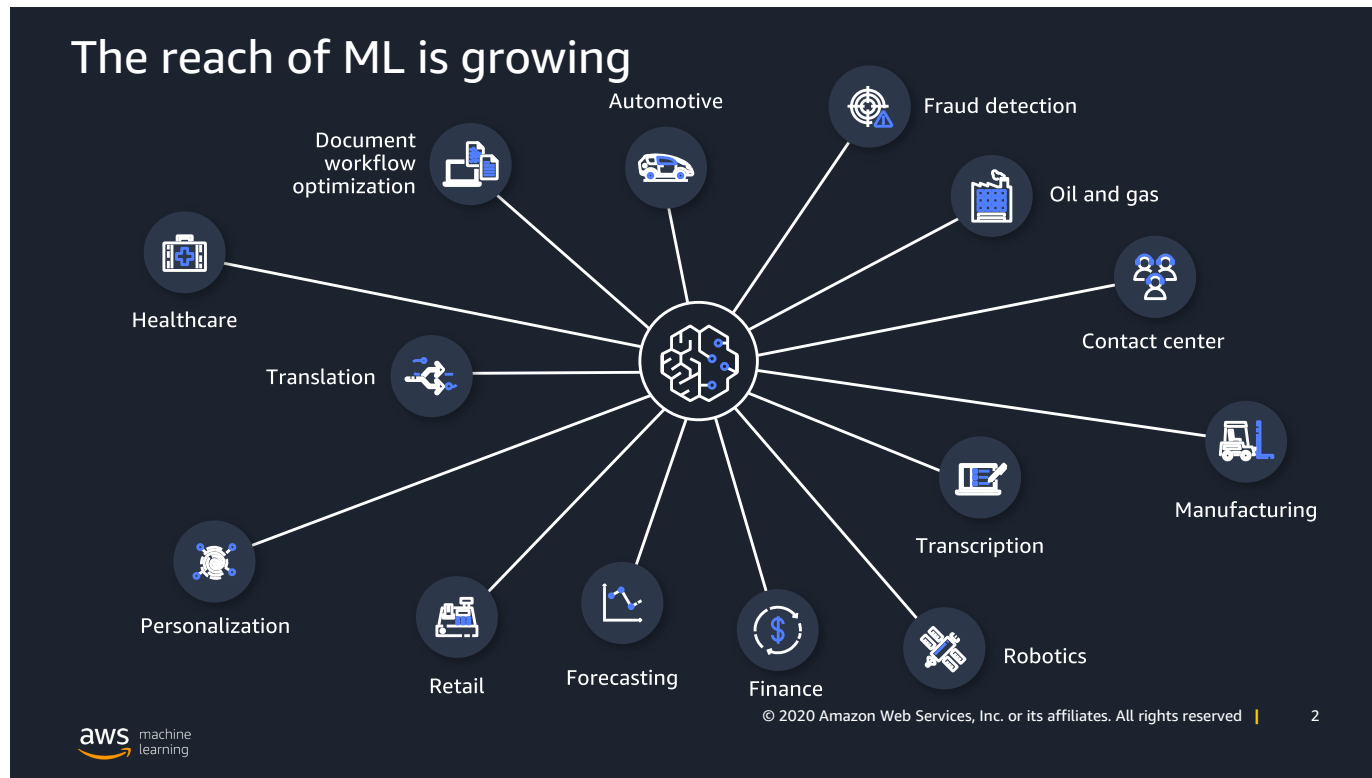 The reach of ML is growing
Automotive
Fraud detection
Document
workflow
optimization
Oil and gas
Healthcare
Contact center
Translation
Manufacturing
Transcription
Personalization
Retail
Forecasting
Finance
Robotics
© 2020 Amazon Web Services, Inc. or its affiliates. All rights reserved | 2
aws machine
learning